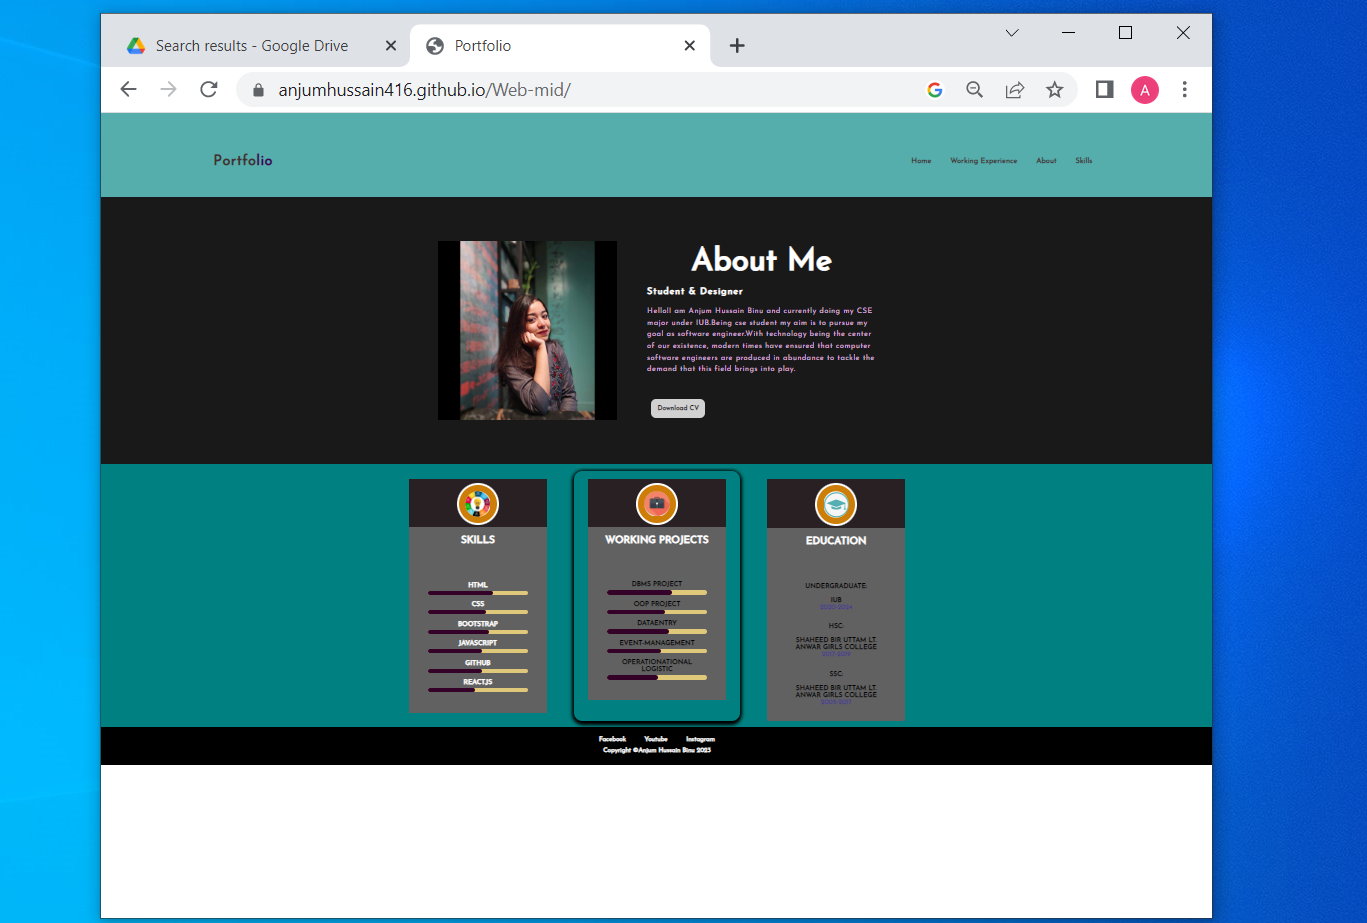 Search results - Google Drive
Portfolio
anjumhussain416.github.io/Web-mid/
A
Portfolio
Home
Working Experience
About
Skills
About Me
Student & Designer
HelloI am Anjum Hussain Binu and currently doing my CSE
major under IUB.Being cse student my aim is to pursue my
goal as software engineer.With technology being the center
of our existence, modern times have ensured that computer
software engineers are produced in abundance to tackle the
demand that this field brings into play.
Download CV
SKILLS
HTML
CSS
BOOTSTRAP
JAVASCRIPT
GITHUB
REACTJS
WORKING PROJECTS
DBMS PROJECT
OOP PROJECT
DATAENTRY
EVENT-MANAGEMENT
OPERATIONATIONAL
LOGISTIC
EDUCATION
UNDERGRADUATE:
IUB
HSC:
SHAHEED BIR UTTAM LT.
ANWAR GIRLS COLLEGE
SSC:
SHAHEED BIR UTTAM LT.
ANWAR GIRLS COLLEGE
Facebook
Youtube
Instagram
Copyright ©Anjum Hussain Binu 2023